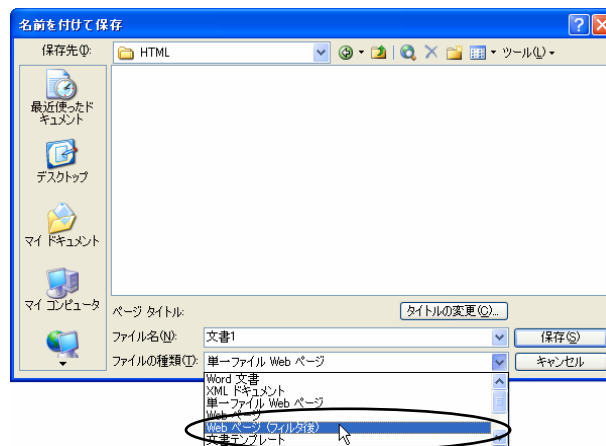 名前を付けて保存
保存先(I):
HTML
ツール(L)
最近使ったド
キュメント
デスクトップ
マイ ドキュメント
マイ コンピュータ
ページ タイトル:
タイトルの変更(C)...
ファイル名(N):
文書1
保存(S)
ファイルの種類(T):
単一ファイル Web ページ
キャンセル
Word 文書
XML ドキュメント
単一ファイル Web ページ
Web ページ
Web ページ (フィルタ後)
文書テンプレート